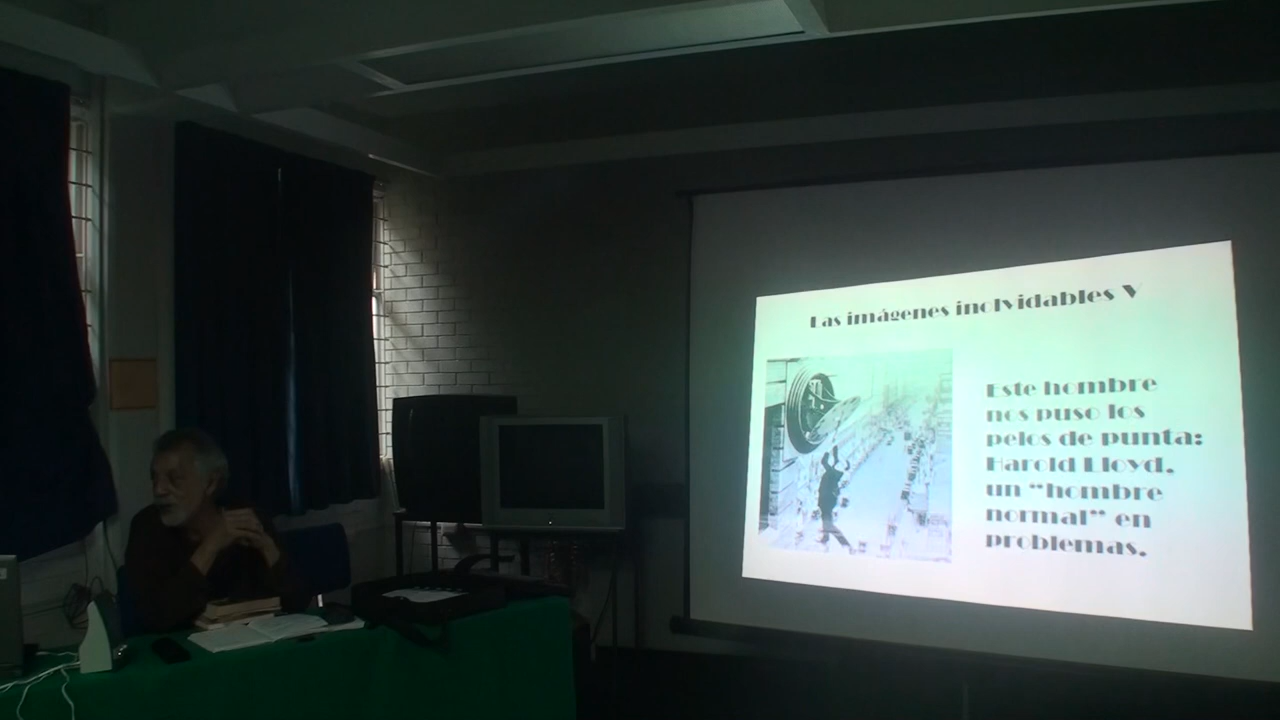 Las imágenes inolvidables V
Este hombre
nos puso los
pelos de punta:
Harold Lloyd,
un “hombre
normal” en
problemas.